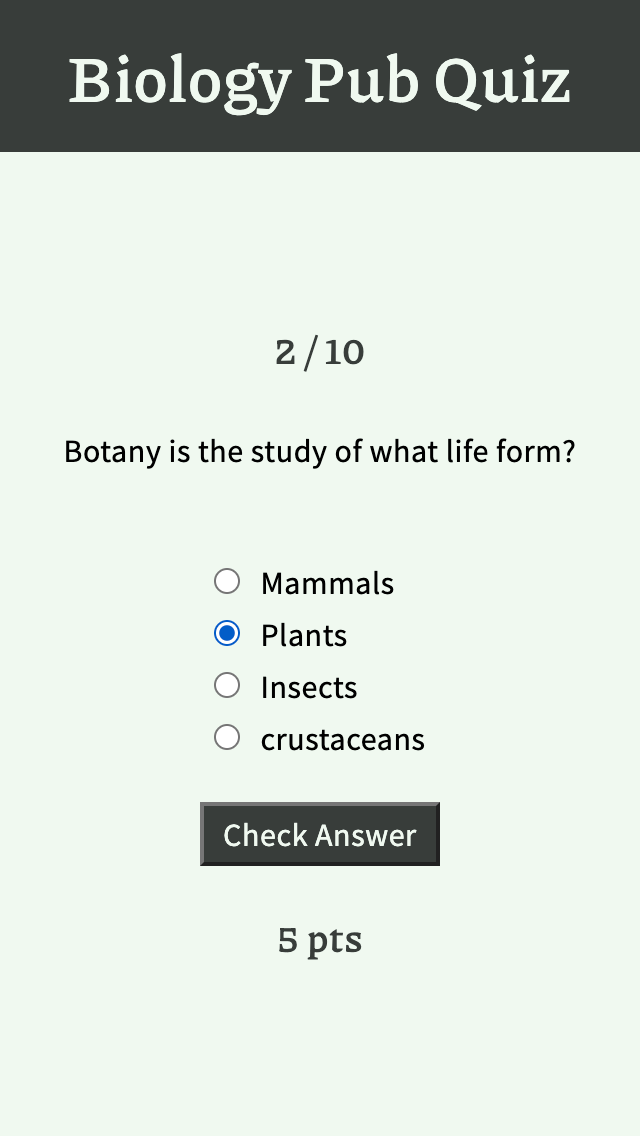 Biology Pub Quiz
2 / 10
Botany is the study of what life form?
Mammals
Plants
Insects
crustaceans
Check Answer
5 pts